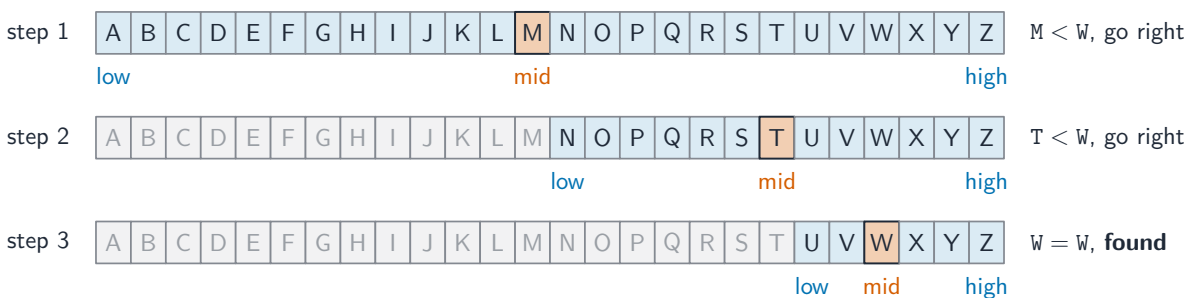 step 1 A B C D E F G H I J K L M N O P Q R S T U V W X Y Z M < W, go right
low mid high
step 2 A B C D E F G H I J K L M N O P Q R S T U V W X Y Z T < W, go right
low mid high
step 3 A B C D E F G H I J K L M N O P Q R S T U V W X Y Z W = W, found
low mid high